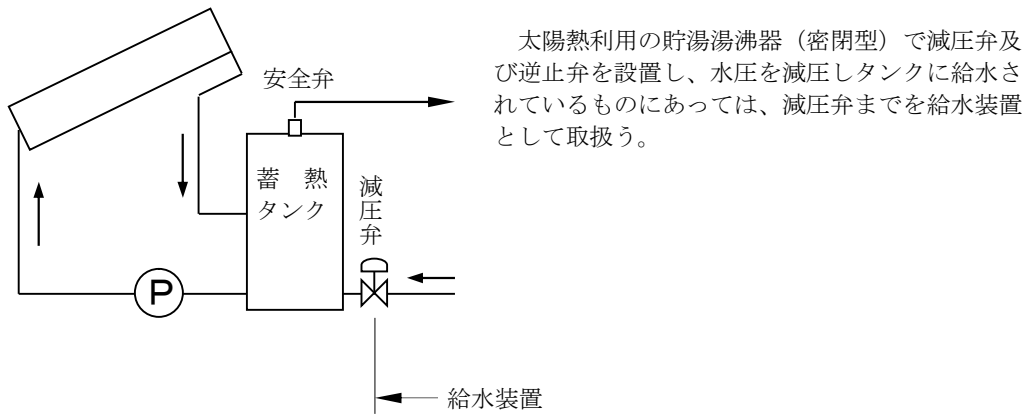 太陽熱利用の貯湯湯沸器（密閉型）で減圧弁及
び逆止弁を設置し、水圧を減圧しタンクに給水さ
れているものにあっては、減圧弁までを給水装置
として取扱う。
安全弁
蓄　熱
タンク
減圧弁
P
給水装置